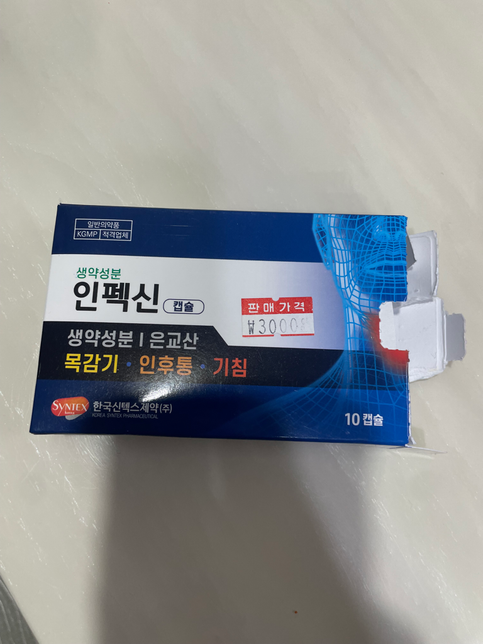 일반의약품
KGMP 적격업체
생약성분
인펙신 캡슐
판매가격
₩3000
생약성분 | 은교산
목감기 · 인후통 · 기침
SYNTEX
한국신텍스제약(주)
KOREA SYNTEX PHARMACEUTICAL
10 캡슐